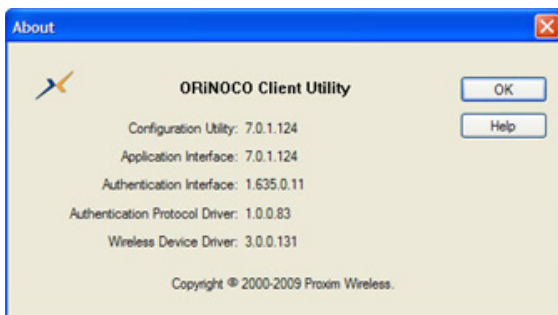 About
ORiNOCO Client Utility
OK
Configuration Utility: 7.0.1.124
Help
Application Interface: 7.0.1.124
Authentication Interface: 1.635.0.11
Authentication Protocol Driver: 1.0.0.83
Wireless Device Driver: 3.0.0.131
Copyright ® 2000-2009 Proxim Wireless.